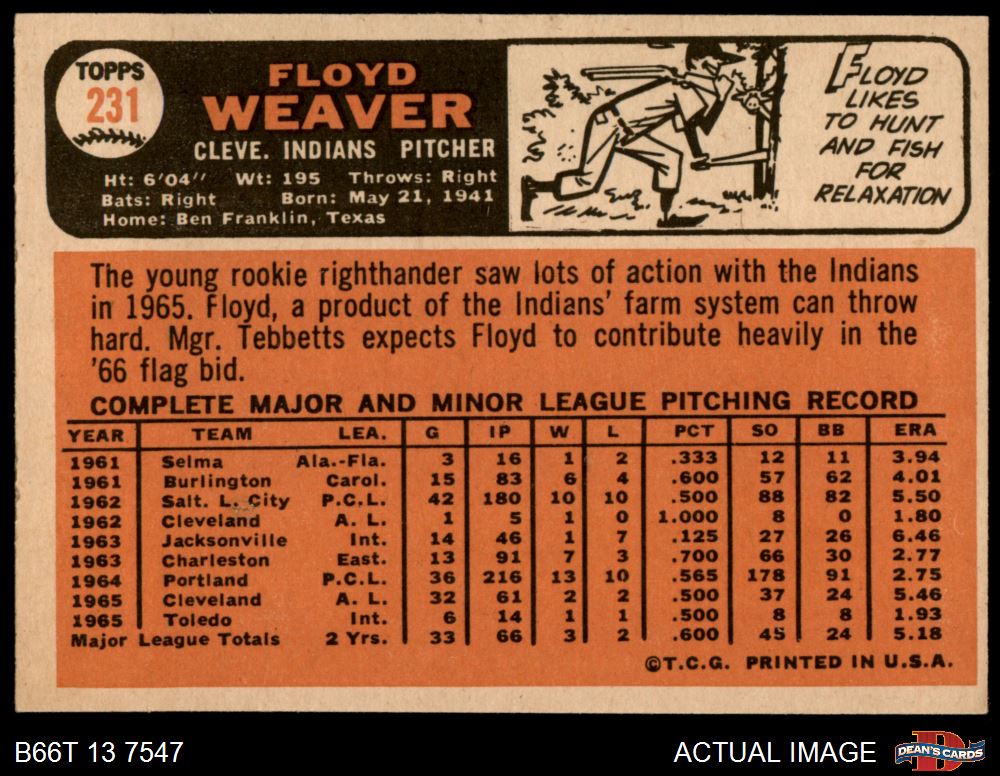 TOPPS
231
FLOYD
WEAVER
CLEVE. INDIANS PITCHER
Ht: 6'04" Wt: 195 Throws: Right
Bats: Right Born: May 21, 1941
Home: Ben Franklin, Texas
FLOYD
LIKES
TO HUNT
AND FISH
FOR
RELAXATION
The young rookie righthander saw lots of action with the Indians
in 1965. Floyd, a product of the Indians' farm system can throw
hard. Mgr. Tebbetts expects Floyd to contribute heavily in the
'66 flag bid.
COMPLETE MAJOR AND MINOR LEAGUE PITCHING RECORD
YEAR TEAM LEA. G IP W L PCT SO BB ERA
1961 Selma Ala.-Fla. 3 16 1 2 .333 12 11 3.94
1961 Burlington Carol. 15 83 6 4 .600 57 62 4.01
1962 Salt. L. City P.C.L. 42 180 10 10 .500 88 82 5.50
1962 Cleveland A. L. 1 5 1 0 1.000 8 0 1.80
1963 Jacksonville Int. 14 46 1 7 .125 27 26 6.46
1963 Charleston East. 13 91 7 3 .700 66 30 2.77
1964 Portland P.C.L. 36 216 13 10 .565 178 91 2.75
1965 Cleveland A. L. 32 61 2 2 .500 37 24 5.46
1965 Toledo Int. 6 14 1 1 .500 8 8 1.93
Major League Totals 2 Yrs. 33 66 3 2 .600 45 24 5.18
©T.C.G. PRINTED IN U.S.A.
B66T 13 7547
ACTUAL IMAGE
D
DEAN'S CARDS